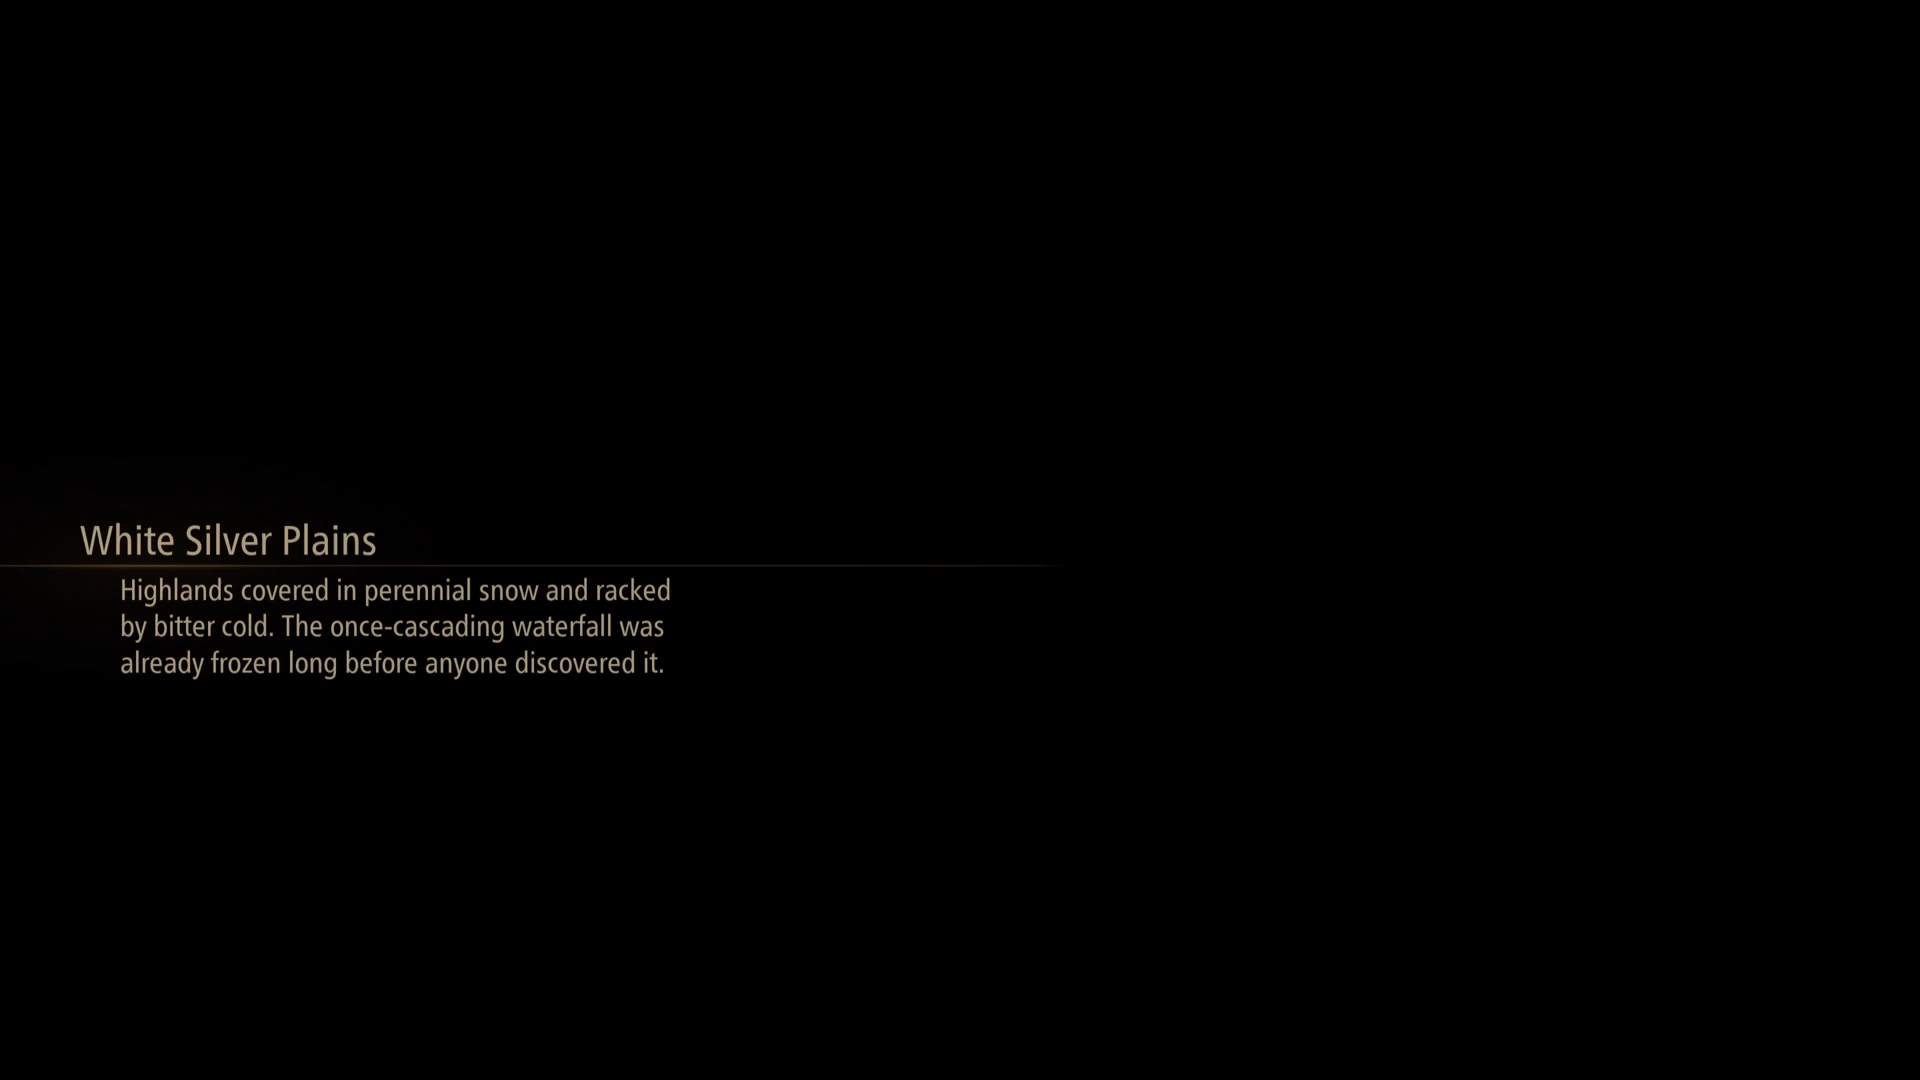 White Silver Plains
Highlands covered in perennial snow and racked
by bitter cold. The once-cascading waterfall was
already frozen long before anyone discovered it.